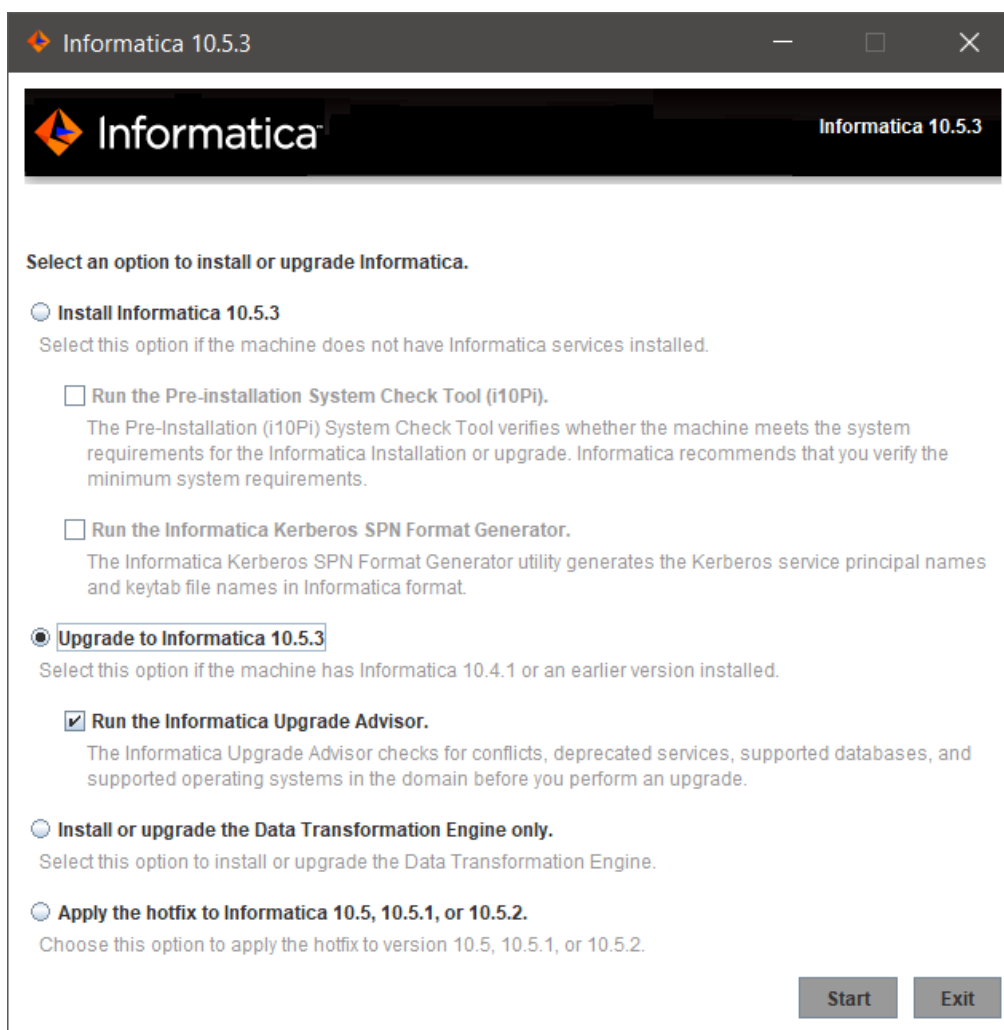 Informatica 10.5.3
Informatica
Informatica 10.5.3
Select an option to install or upgrade Informatica.
Install Informatica 10.5.3
Select this option if the machine does not have Informatica services installed.
Run the Pre-installation System Check Tool (i10Pi).
The Pre-Installation (i10Pi) System Check Tool verifies whether the machine meets the system
requirements for the Informatica Installation or upgrade. Informatica recommends that you verify the
minimum system requirements.
Run the Informatica Kerberos SPN Format Generator.
The Informatica Kerberos SPN Format Generator utility generates the Kerberos service principal names
and keytab file names in Informatica format.
Upgrade to Informatica 10.5.3
Select this option if the machine has Informatica 10.4.1 or an earlier version installed.
Run the Informatica Upgrade Advisor.
The Informatica Upgrade Advisor checks for conflicts, deprecated services, supported databases, and
supported operating systems in the domain before you perform an upgrade.
Install or upgrade the Data Transformation Engine only.
Select this option to install or upgrade the Data Transformation Engine.
Apply the hotfix to Informatica 10.5, 10.5.1, or 10.5.2.
Choose this option to apply the hotfix to version 10.5, 10.5.1, or 10.5.2.
Start Exit